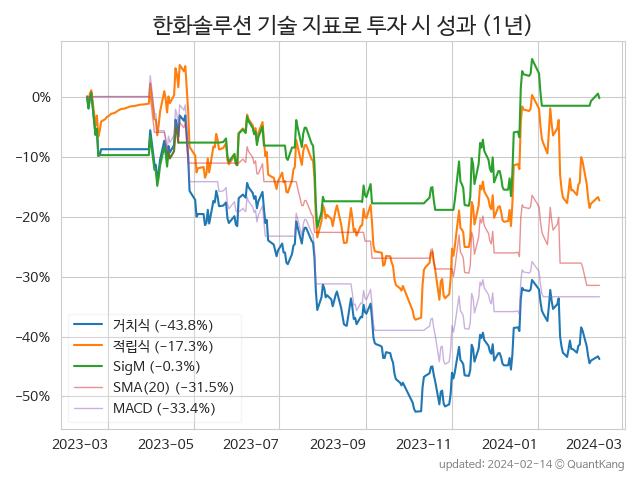 한화솔루션 기술 지표로 투자 시 성과 (1년)
0%
−10%
−20%
−30%
−40%
−50%
거치식 (−43.8%)
적립식 (−17.3%)
SigM (−0.3%)
SMA(20) (−31.5%)
MACD (−33.4%)
2023−03 2023−05 2023−07 2023−09 2023−11 2024−01 2024−03
updated: 2024-02-14 © QuantKang